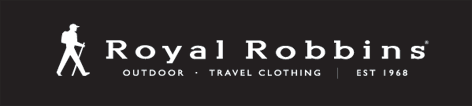 Royal Robbins®
OUTDOOR · TRAVEL CLOTHING | EST 1968